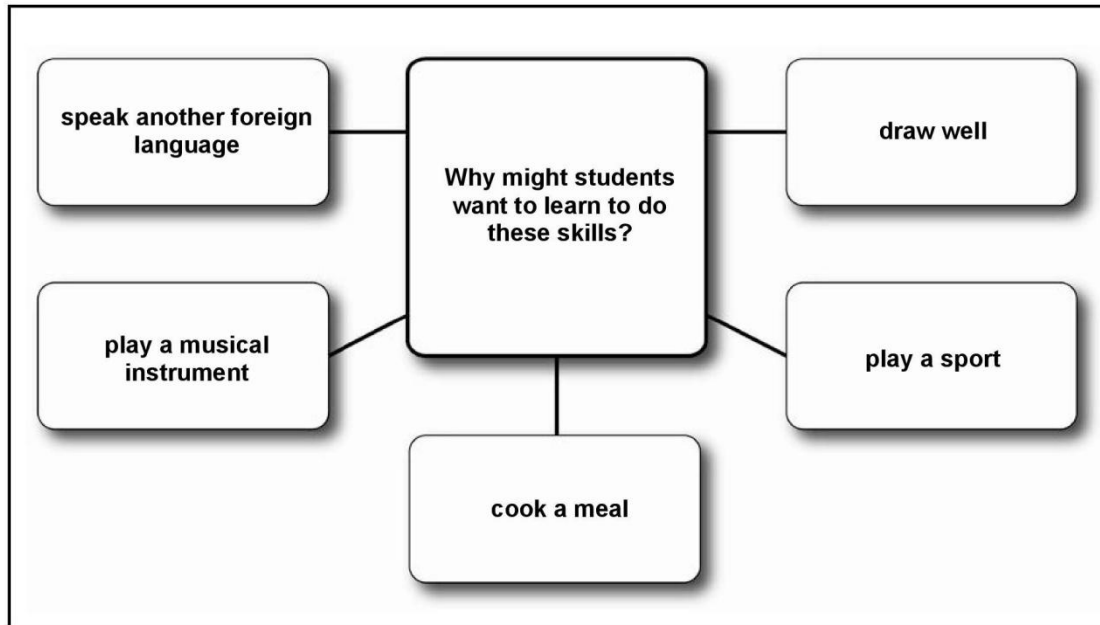 speak another foreign
language
Why might students
want to learn to do
these skills?
draw well
play a musical
instrument
play a sport
cook a meal